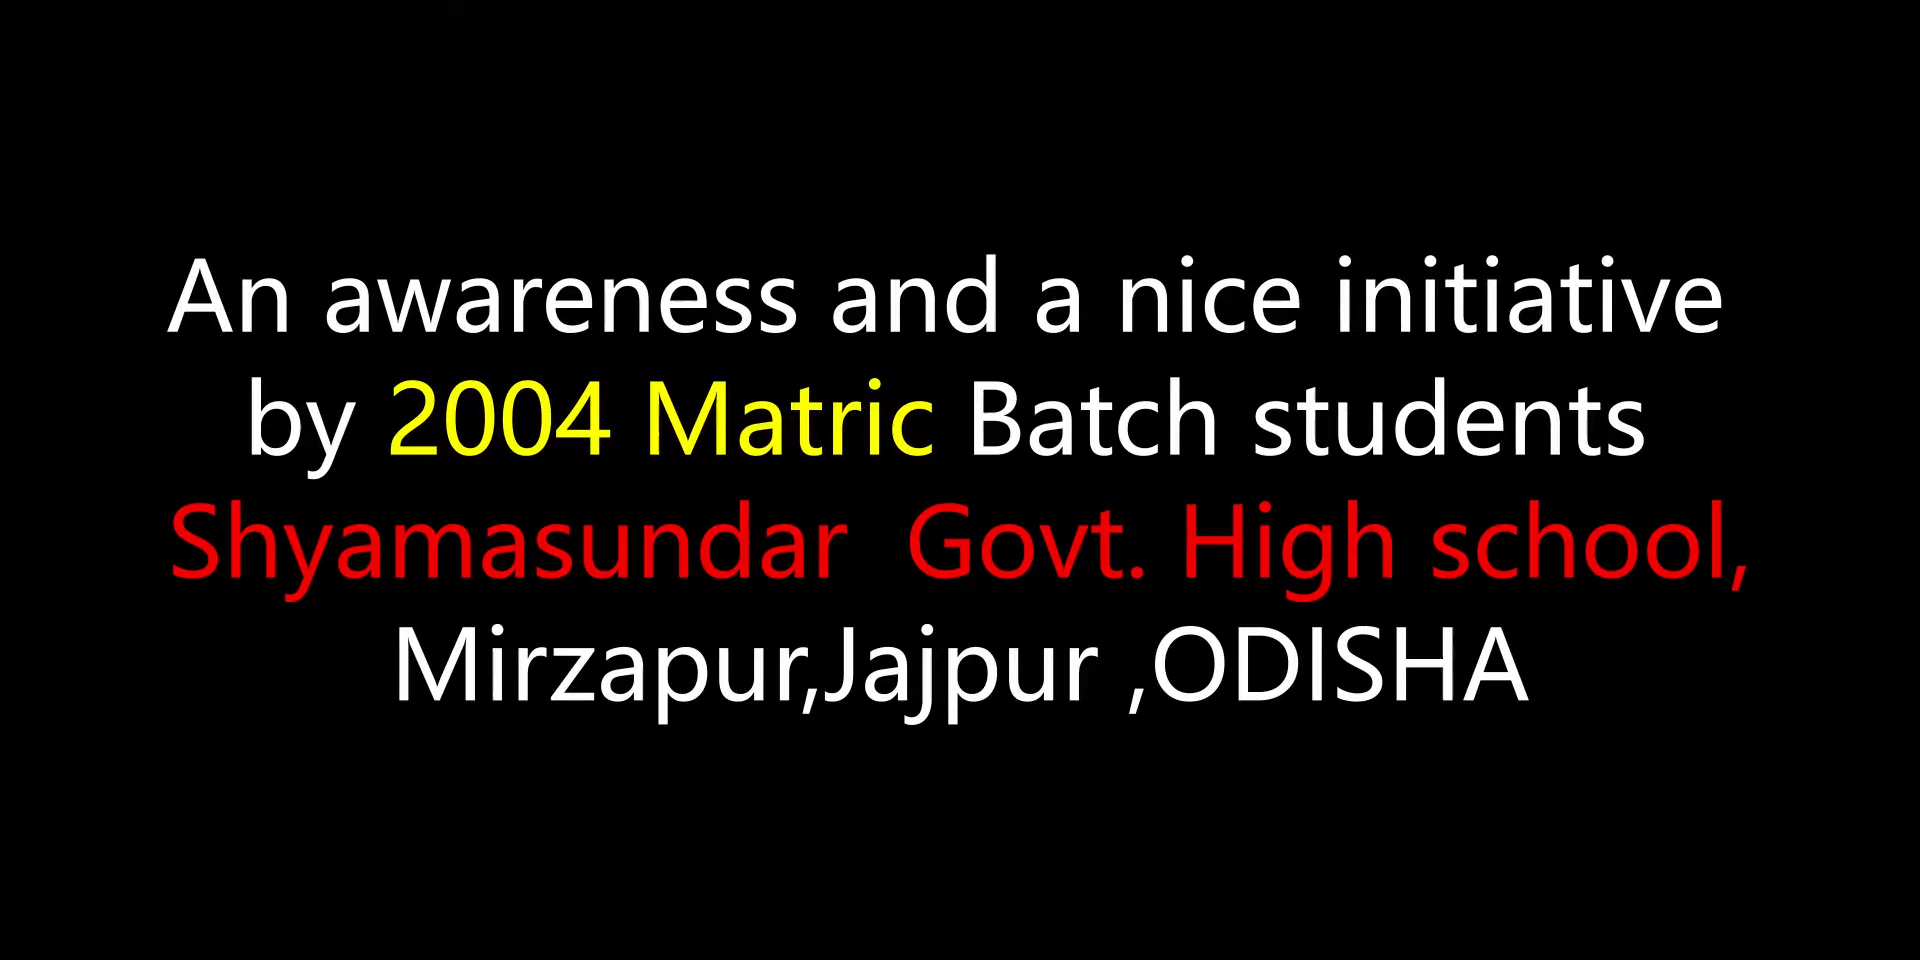 An awareness and a nice initiative
by 2004 Matric Batch students
Shyamasundar  Govt. High school,
Mirzapur,Jajpur ,ODISHA